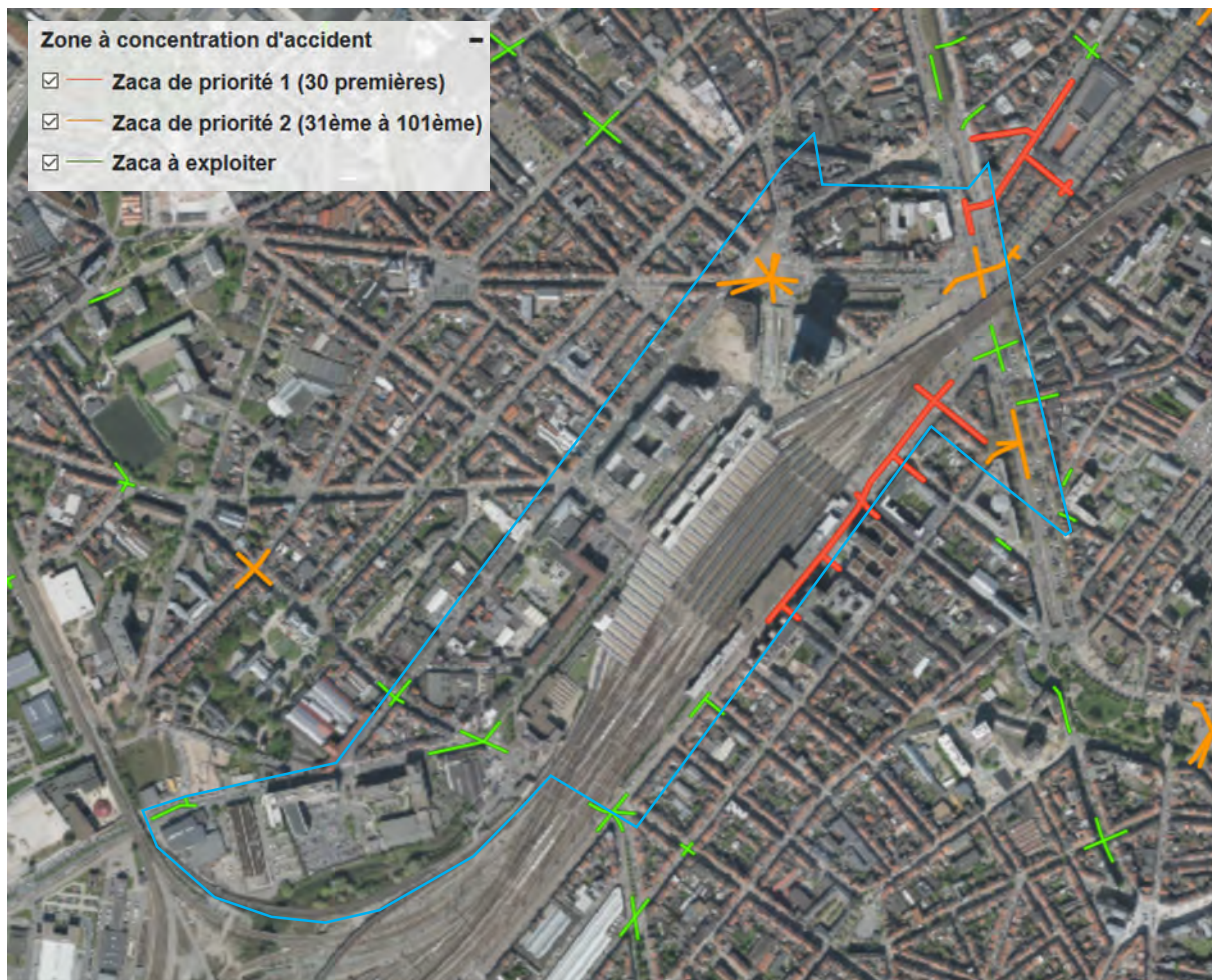 Zone à concentration d'accident
Zaca de priorité 1 (30 premières)
Zaca de priorité 2 (31ème à 101ème)
Zaca à exploiter